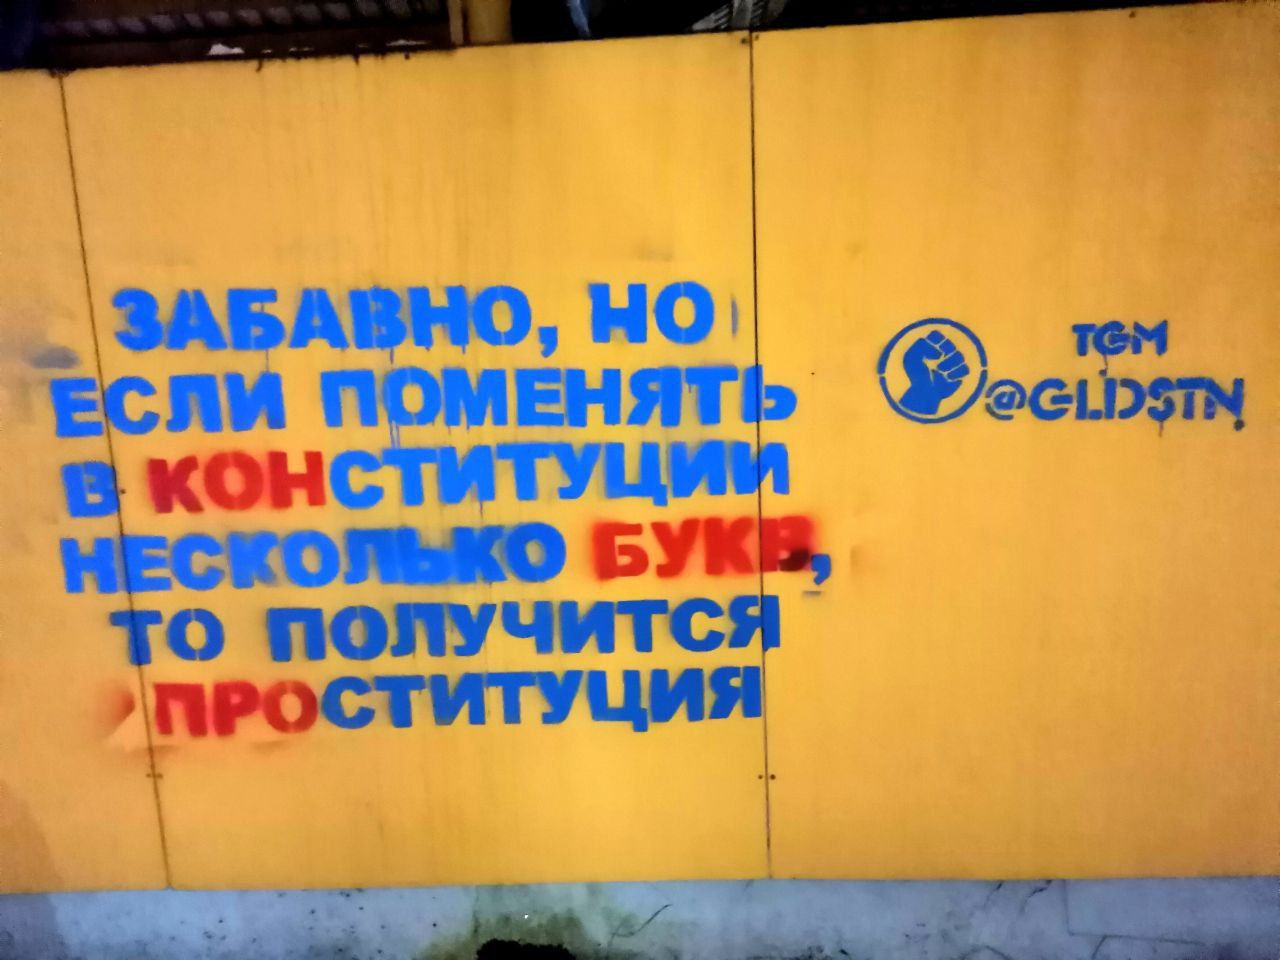 ЗАБАВНО, НО
ЕСЛИ ПОМЕНЯТЬ
В КОНСТИТУЦИИ
НЕСКОЛЬКО БУКВ,
ТО ПОЛУЧИТСЯ
ПРОСТИТУЦИЯ
TGM
@GLDSTN